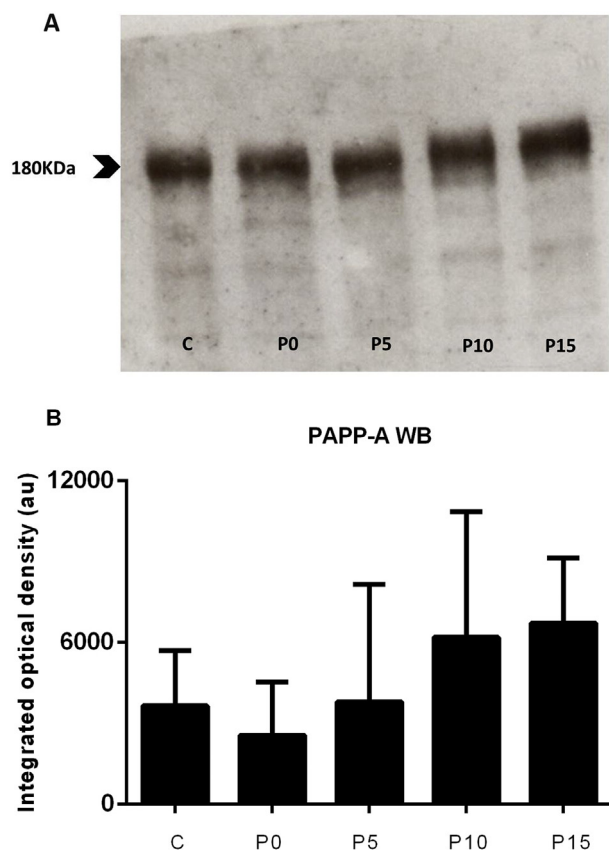 A
180KDa
C P0 P5 P10 P15
B
PAPP-A WB
Integrated optical density (au)
12000
6000
0
C P0 P5 P10 P15